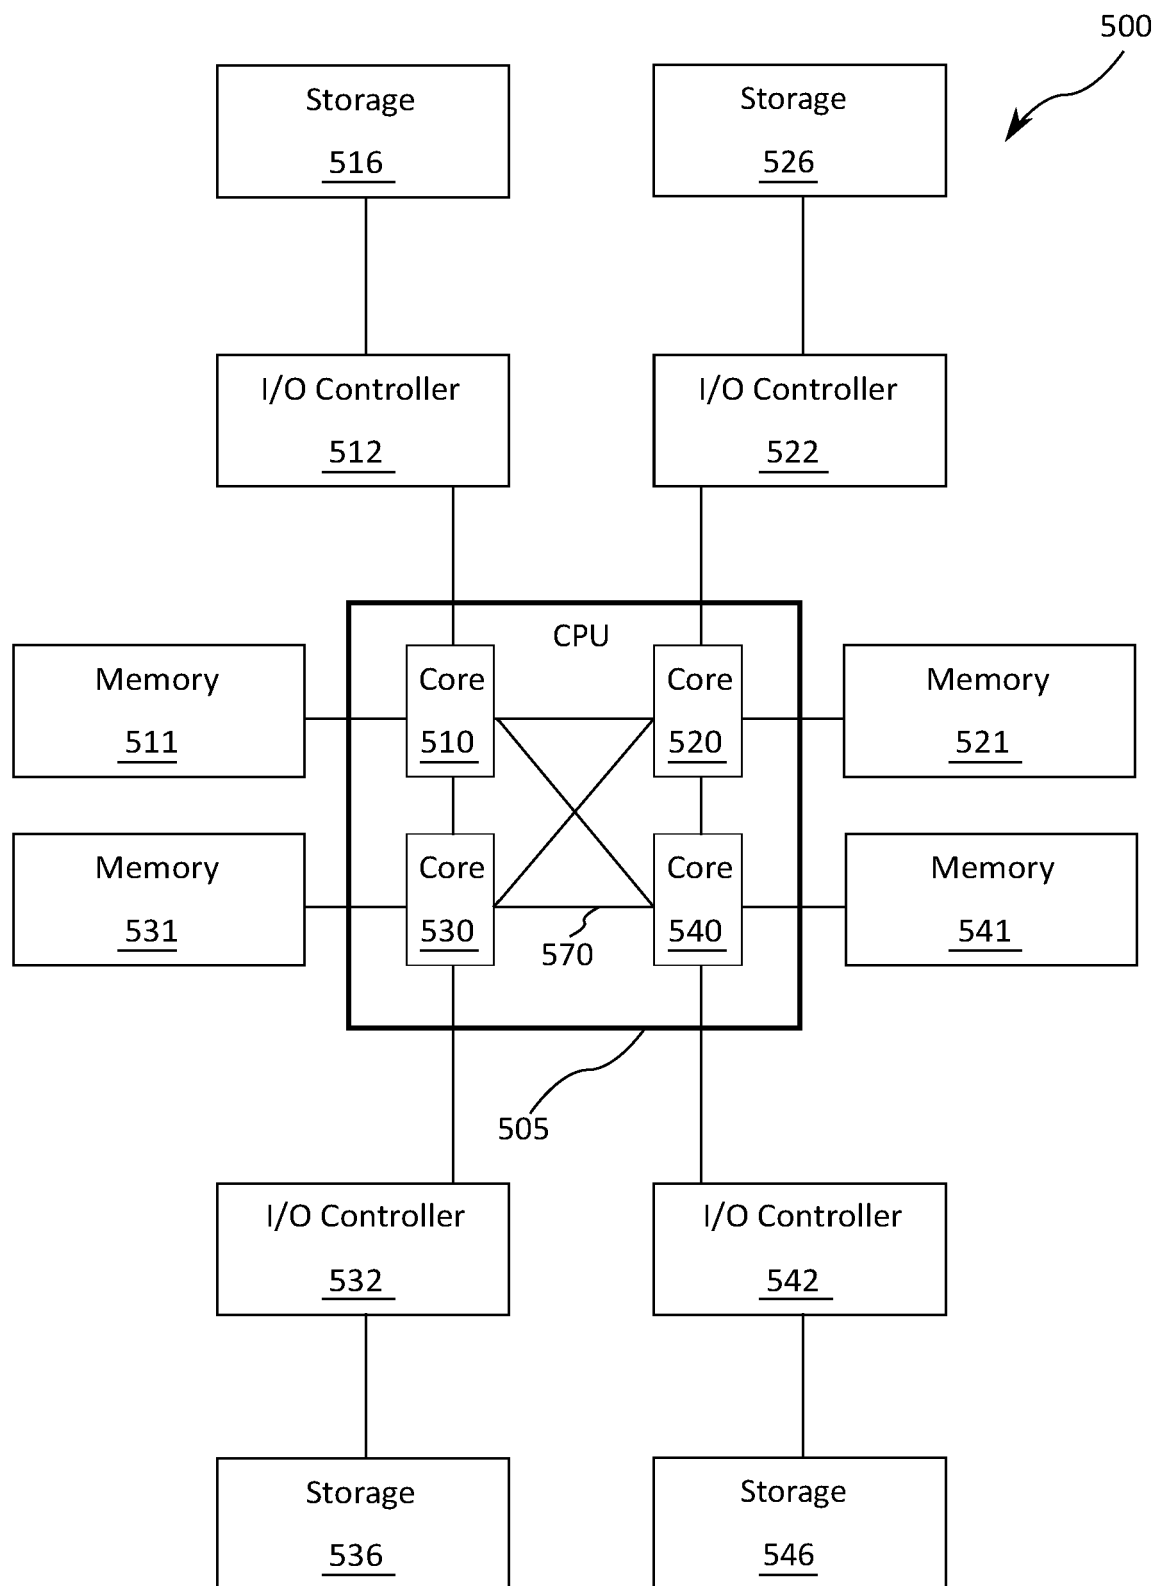 500
Storage
516
Storage
526
I/O Controller
512
I/O Controller
522
CPU
Memory
511
Core
510
Core
520
Memory
521
Memory
531
Core
530
Core
540
Memory
541
570
505
I/O Controller
532
I/O Controller
542
Storage
536
Storage
546